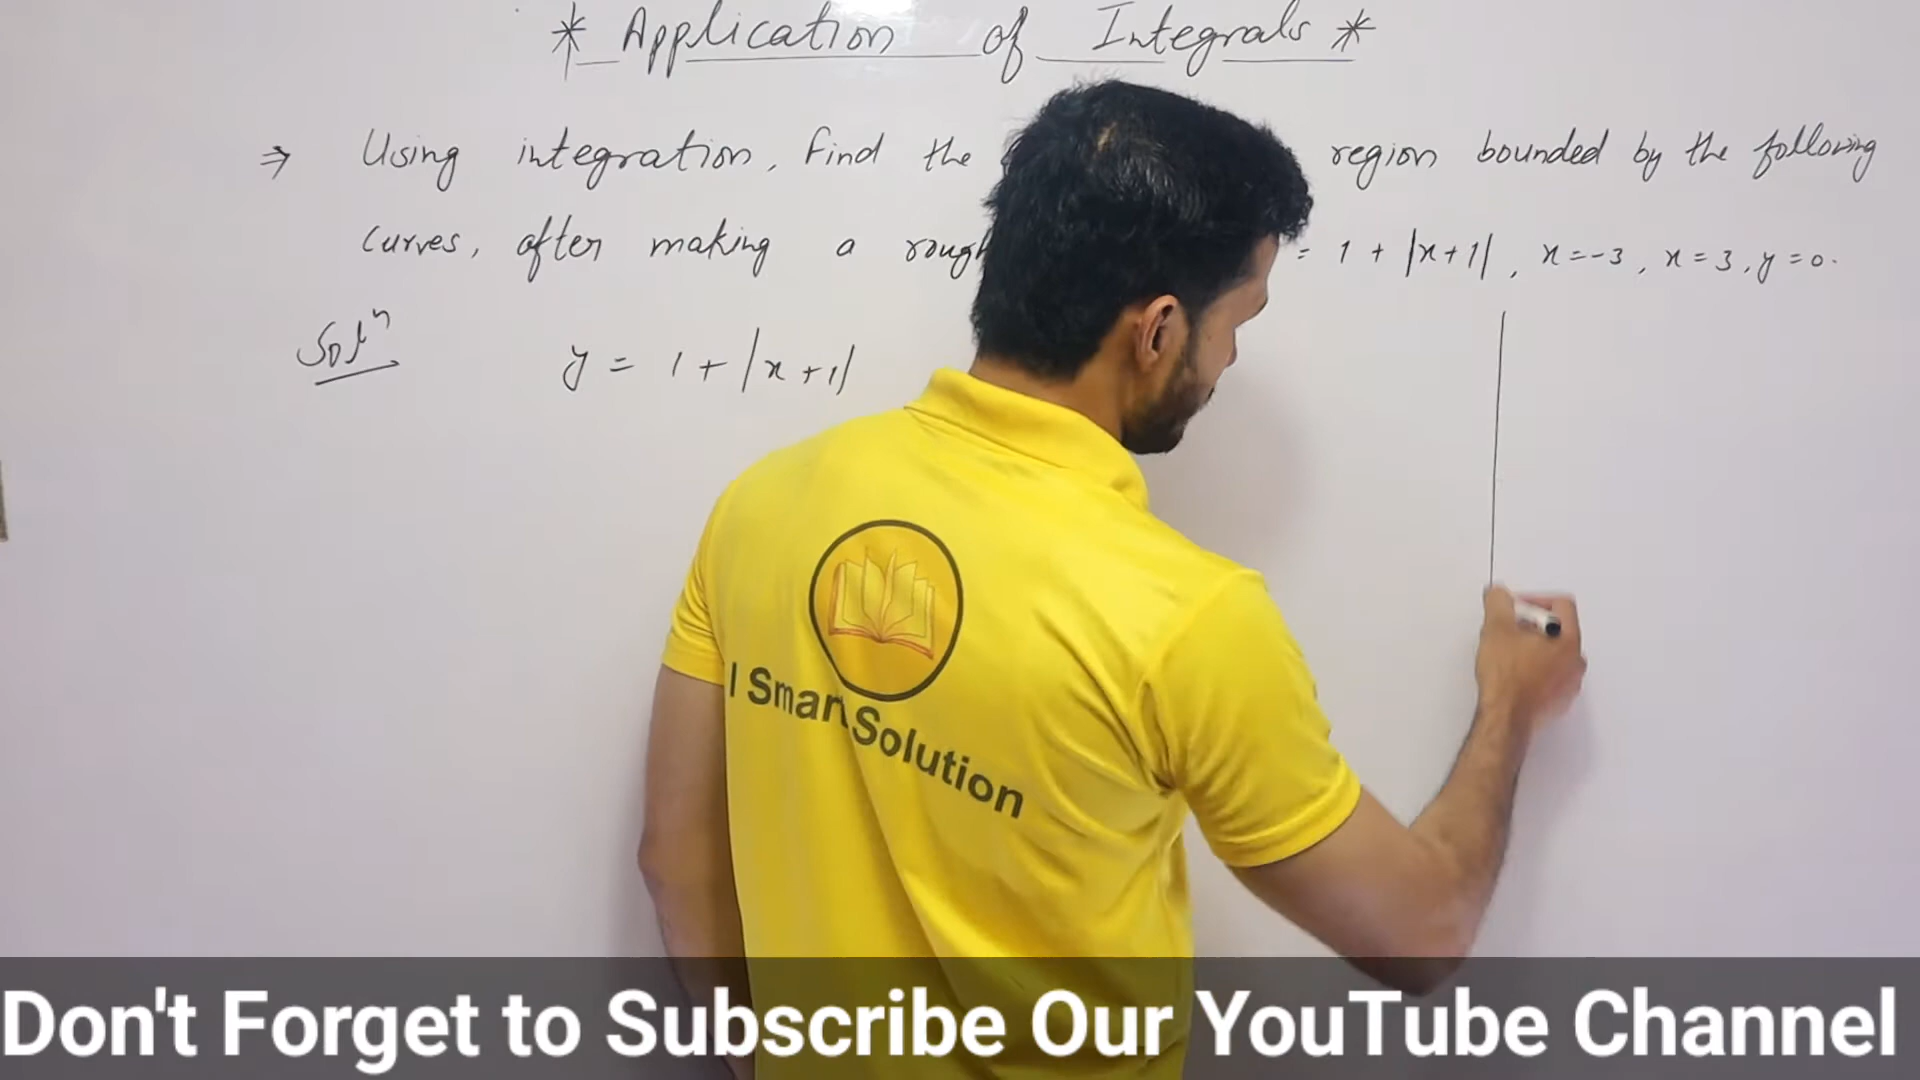 * Application of Integrals *
⇒ Using integration, Find the region bounded by the following
curves, after making a rough = 1 + |x+1|, x=-3, x=3, y=0.
Solⁿ y = 1 + |x+1|
I Smart Solution
Don't Forget to Subscribe Our YouTube Channel